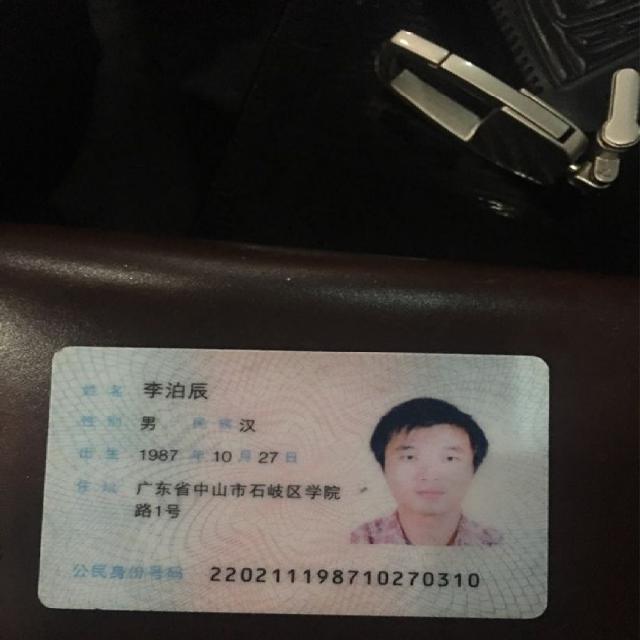 姓名 李泊辰
性别 男 民族 汉
出生 1987 年 10 月 27 日
住址 广东省中山市石岐区学院
路1号
公民身份号码 220211198710270310